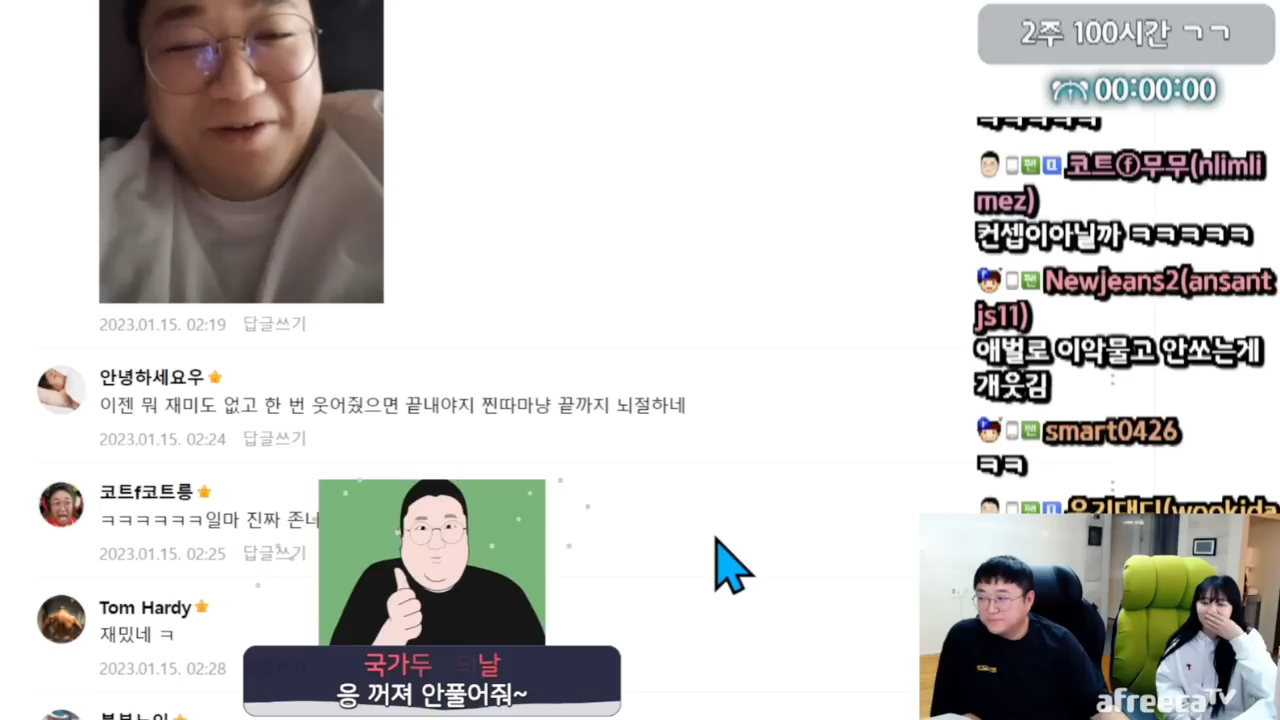 2023.01.15. 02:19 답글쓰기
안녕하세요우
이젠 뭐 재미도 없고 한 번 웃어줬으면 끝내야지 찐따마냥 끝까지 뇌절하네
2023.01.15. 02:24 답글쓰기
코트f코트릉
ㅋㅋㅋㅋㅋㅋ일마 진짜 존너
2023.01.15. 02:25 답글쓰기
Tom Hardy
재밌네 ㅋ
2023.01.15. 02:28
국가두 의날
응 꺼져 안풀어줘~
2주 100시간 ㄱㄱ
00:00:00
ㅋㅋㅋㅋㅋ
코트ⓕ무무(nlimli
mez)
컨셉이아닐까 ㅋㅋㅋㅋㅋ
NewJeans2(ansant
js11)
애벌로 이악물고 안쏘는게
개웃김
smart0426
ㅋㅋ
afreecaTV